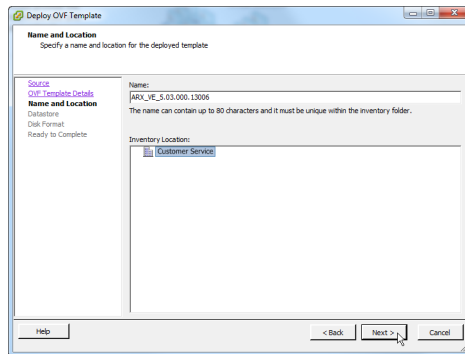 Deploy OVF Template
Name and Location
Specify a name and location for the deployed template
Source
OVF Template Details
Name and Location
Datastore
Disk Format
Ready to Complete
Name:
ARX_VE_5.03.000.13006
The name can contain up to 80 characters and it must be unique within the inventory folder.
Inventory Location:
Customer Service
Help
< Back
Next >
Cancel